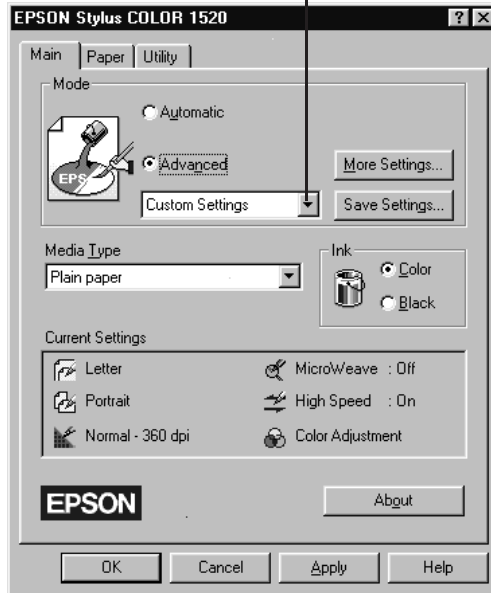 EPSON Stylus COLOR 1520
Main Paper Utility
Mode
Automatic
EPS
Advanced
More Settings...
Custom Settings
Save Settings...
Media Type
Ink
Plain paper
Color
Black
Current Settings
Letter MicroWeave : Off
Portrait High Speed : On
Normal - 360 dpi Color Adjustment
EPSON
About
OK Cancel Apply Help